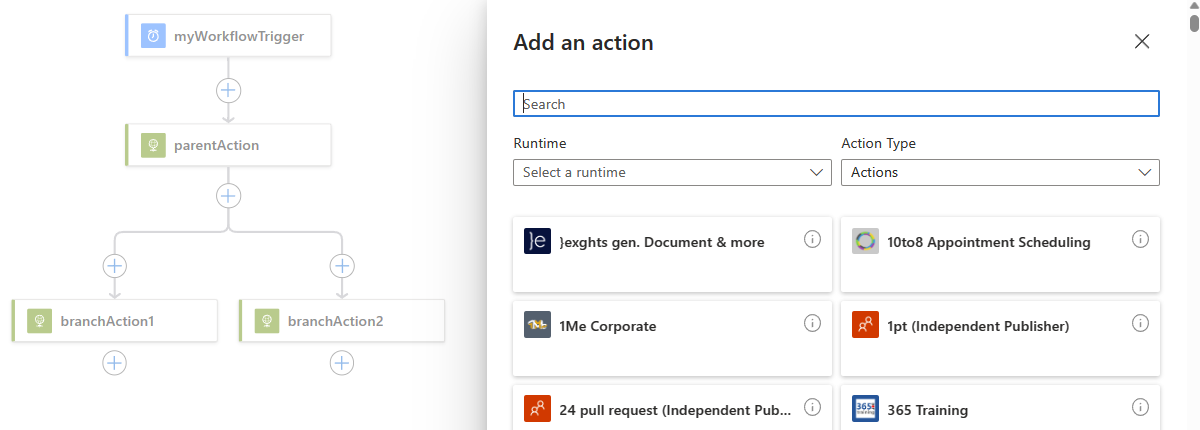 myWorkflowTrigger
parentAction
branchAction1
branchAction2
Add an action
Search
Runtime
Action Type
Select a runtime
Actions
}exghts gen. Document & more
10to8 Appointment Scheduling
1Me Corporate
1pt (Independent Publisher)
24 pull request (Independent Pub...
365 Training